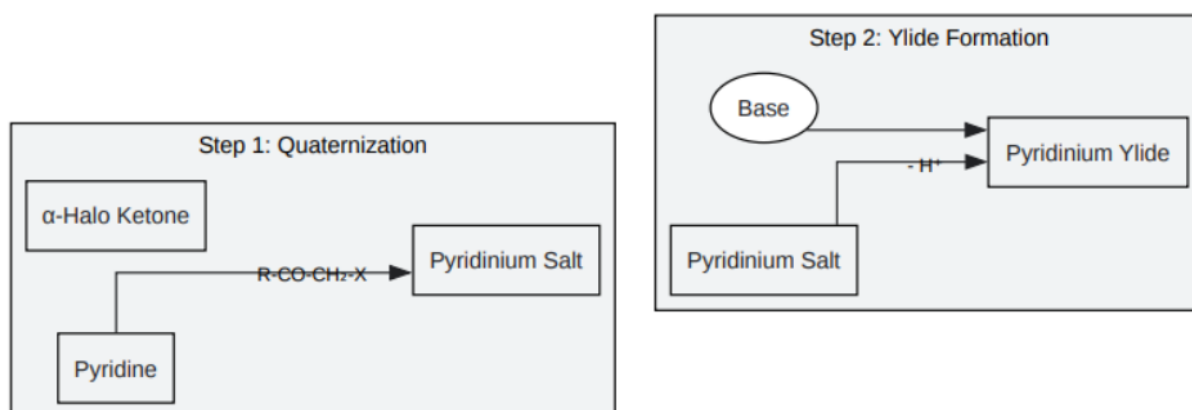 Step 1: Quaternization
α-Halo Ketone
R-CO-CH₂-X
Pyridinium Salt
Pyridine
Step 2: Ylide Formation
Base
Pyridinium Ylide
- H⁺
Pyridinium Salt